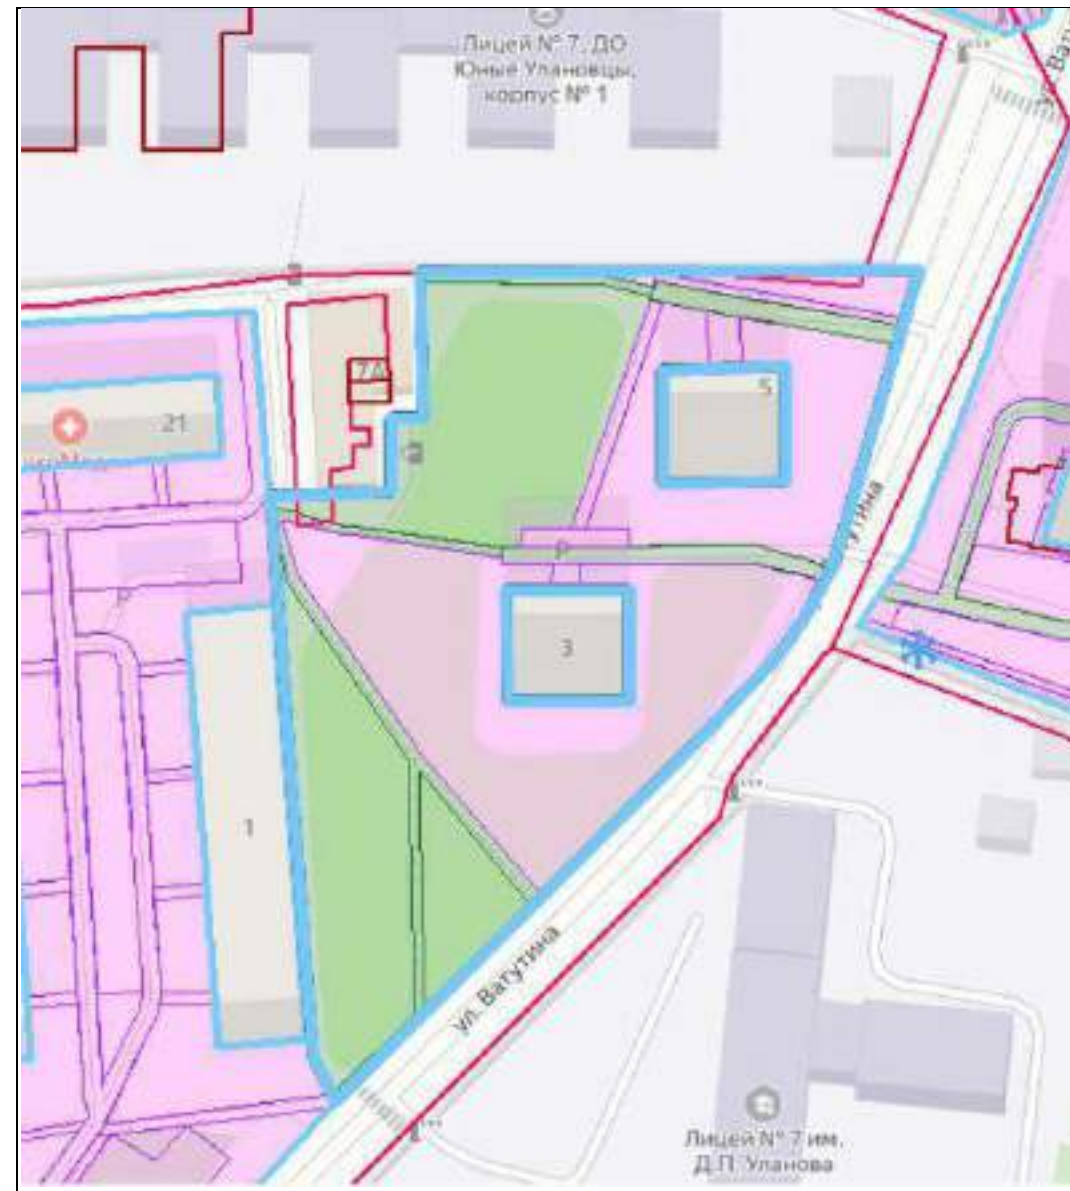 Лицей № 7, ДО
Юные Улановцы,
корпус № 1
7А
5
21
3
1
ул. Ватутина
Лицей № 7 им.
Д.П. Уланова